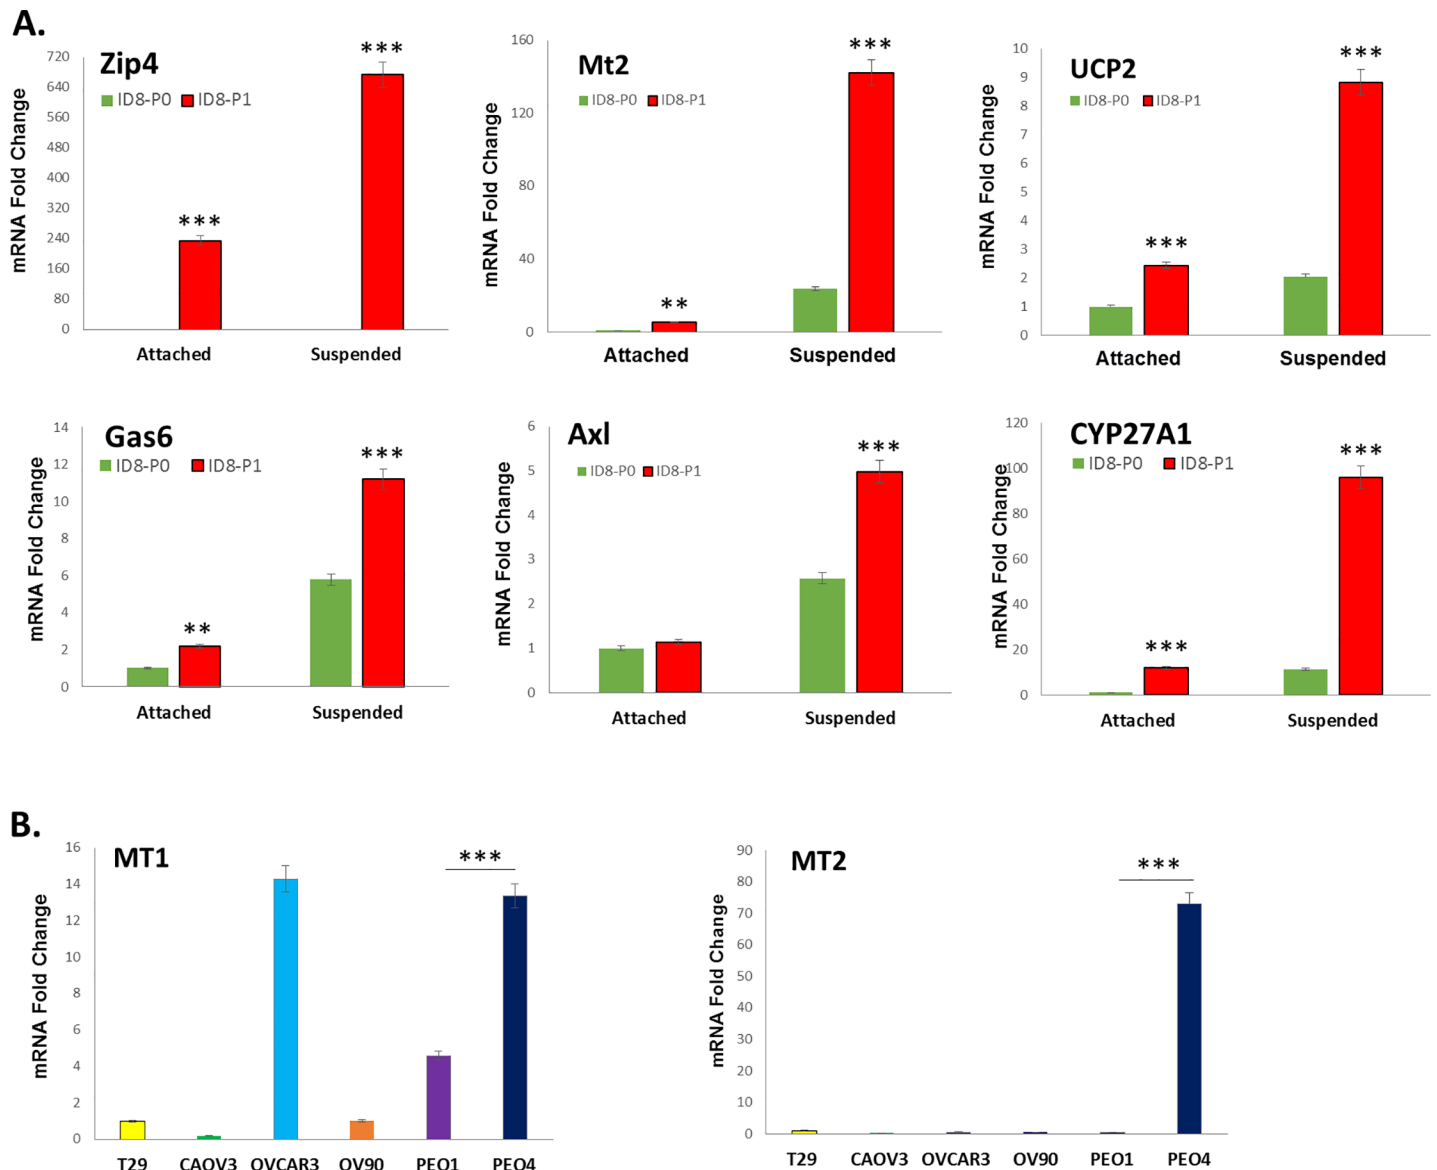 A.
Zip4
ID8-P0 ID8-P1
mRNA Fold Change
720
640
560
480
400
320
240
160
80
0
***
***
Attached Suspended
Mt2
ID8-P0 ID8-P1
mRNA Fold Change
160
120
80
40
0
**
***
Attached Suspended
UCP2
ID8-P0 ID8-P1
mRNA Fold Change
10
9
8
7
6
5
4
3
2
1
0
***
***
Attached Suspended
Gas6
ID8-P0 ID8-P1
mRNA Fold Change
14
12
10
8
6
4
2
0
**
***
Attached Suspended
Axl
ID8-P0 ID8-P1
mRNA Fold Change
6
5
4
3
2
1
0
***
Attached Suspended
CYP27A1
ID8-P0 ID8-P1
mRNA Fold Change
120
100
80
60
40
20
0
***
***
Attached Suspended
B.
MT1
mRNA Fold Change
16
14
12
10
8
6
4
2
0
***
T29 CAOV3 OVCAR3 OV90 PEO1 PEO4
MT2
mRNA Fold Change
90
80
70
60
50
40
30
20
10
0
***
T29 CAOV3 OVCAR3 OV90 PEO1 PEO4